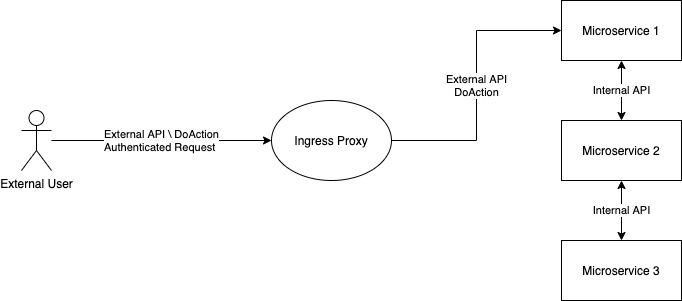 Microservice 1
External API
DoAction
Internal API
External API \ DoAction
Authenticated Request
Ingress Proxy
Microservice 2
External User
Internal API
Microservice 3